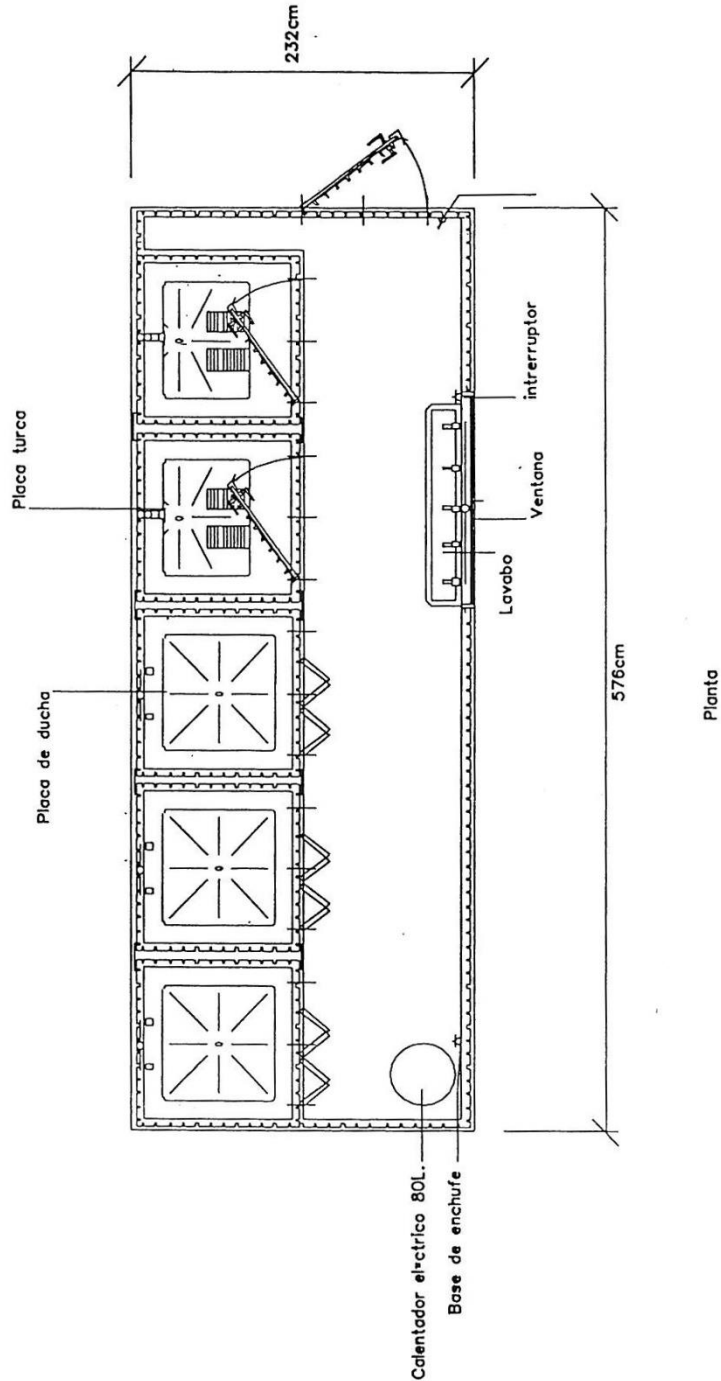 232cm
Placa turca
Placa de ducha
intrerruptor
Ventana
Lavabo
576cm
Planta
Calentador el=ctrico 80L.
Base de enchufe